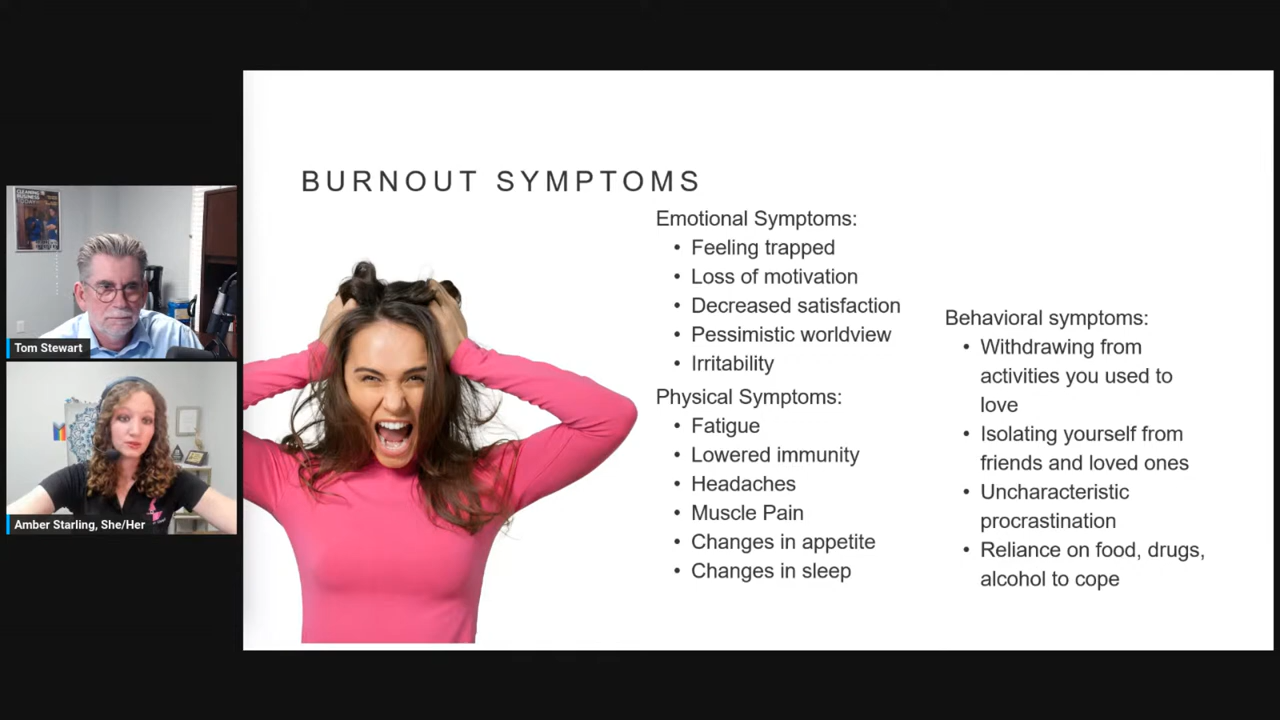 BURNOUT SYMPTOMS
Emotional Symptoms:
• Feeling trapped
• Loss of motivation
• Decreased satisfaction
• Pessimistic worldview
• Irritability
Physical Symptoms:
• Fatigue
• Lowered immunity
• Headaches
• Muscle Pain
• Changes in appetite
• Changes in sleep
Behavioral symptoms:
• Withdrawing from
activities you used to
love
• Isolating yourself from
friends and loved ones
• Uncharacteristic
procrastination
• Reliance on food, drugs,
alcohol to cope
CLEANING
BUSINESS
TODAY
Tom Stewart
Amber Starling, She/Her